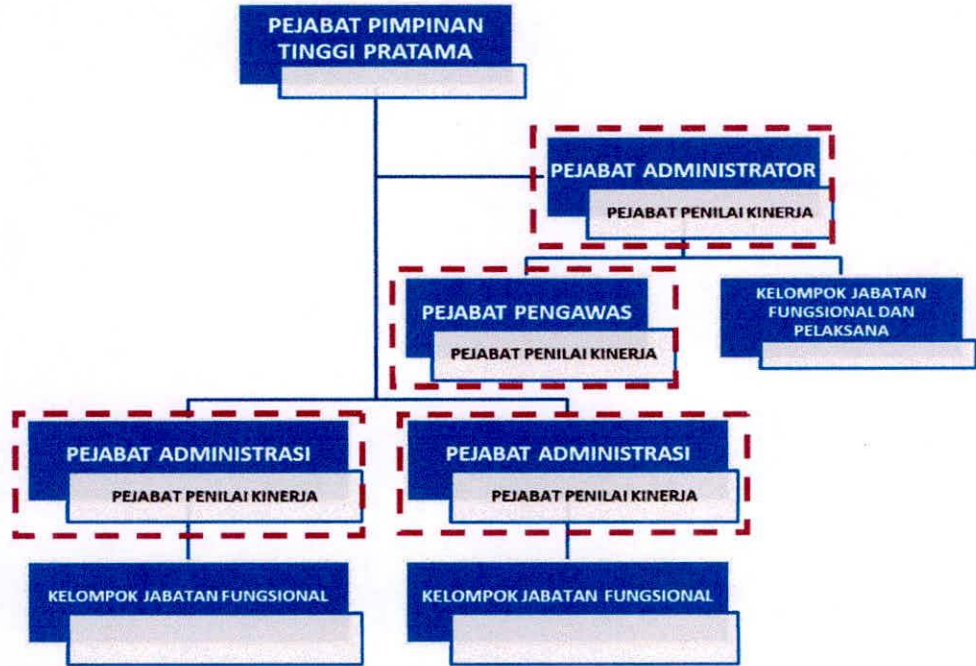 PEJABAT PIMPINAN
TINGGI PRATAMA
PEJABAT ADMINISTRATOR
PEJABAT PENILAI KINERJA
PEJABAT PENGAWAS
PEJABAT PENILAI KINERJA
KELOMPOK JABATAN
FUNGSIONAL DAN
PELAKSANA
PEJABAT ADMINISTRASI
PEJABAT PENILAI KINERJA
PEJABAT ADMINISTRASI
PEJABAT PENILAI KINERJA
KELOMPOK JABATAN FUNGSIONAL
KELOMPOK JABATAN FUNGSIONAL